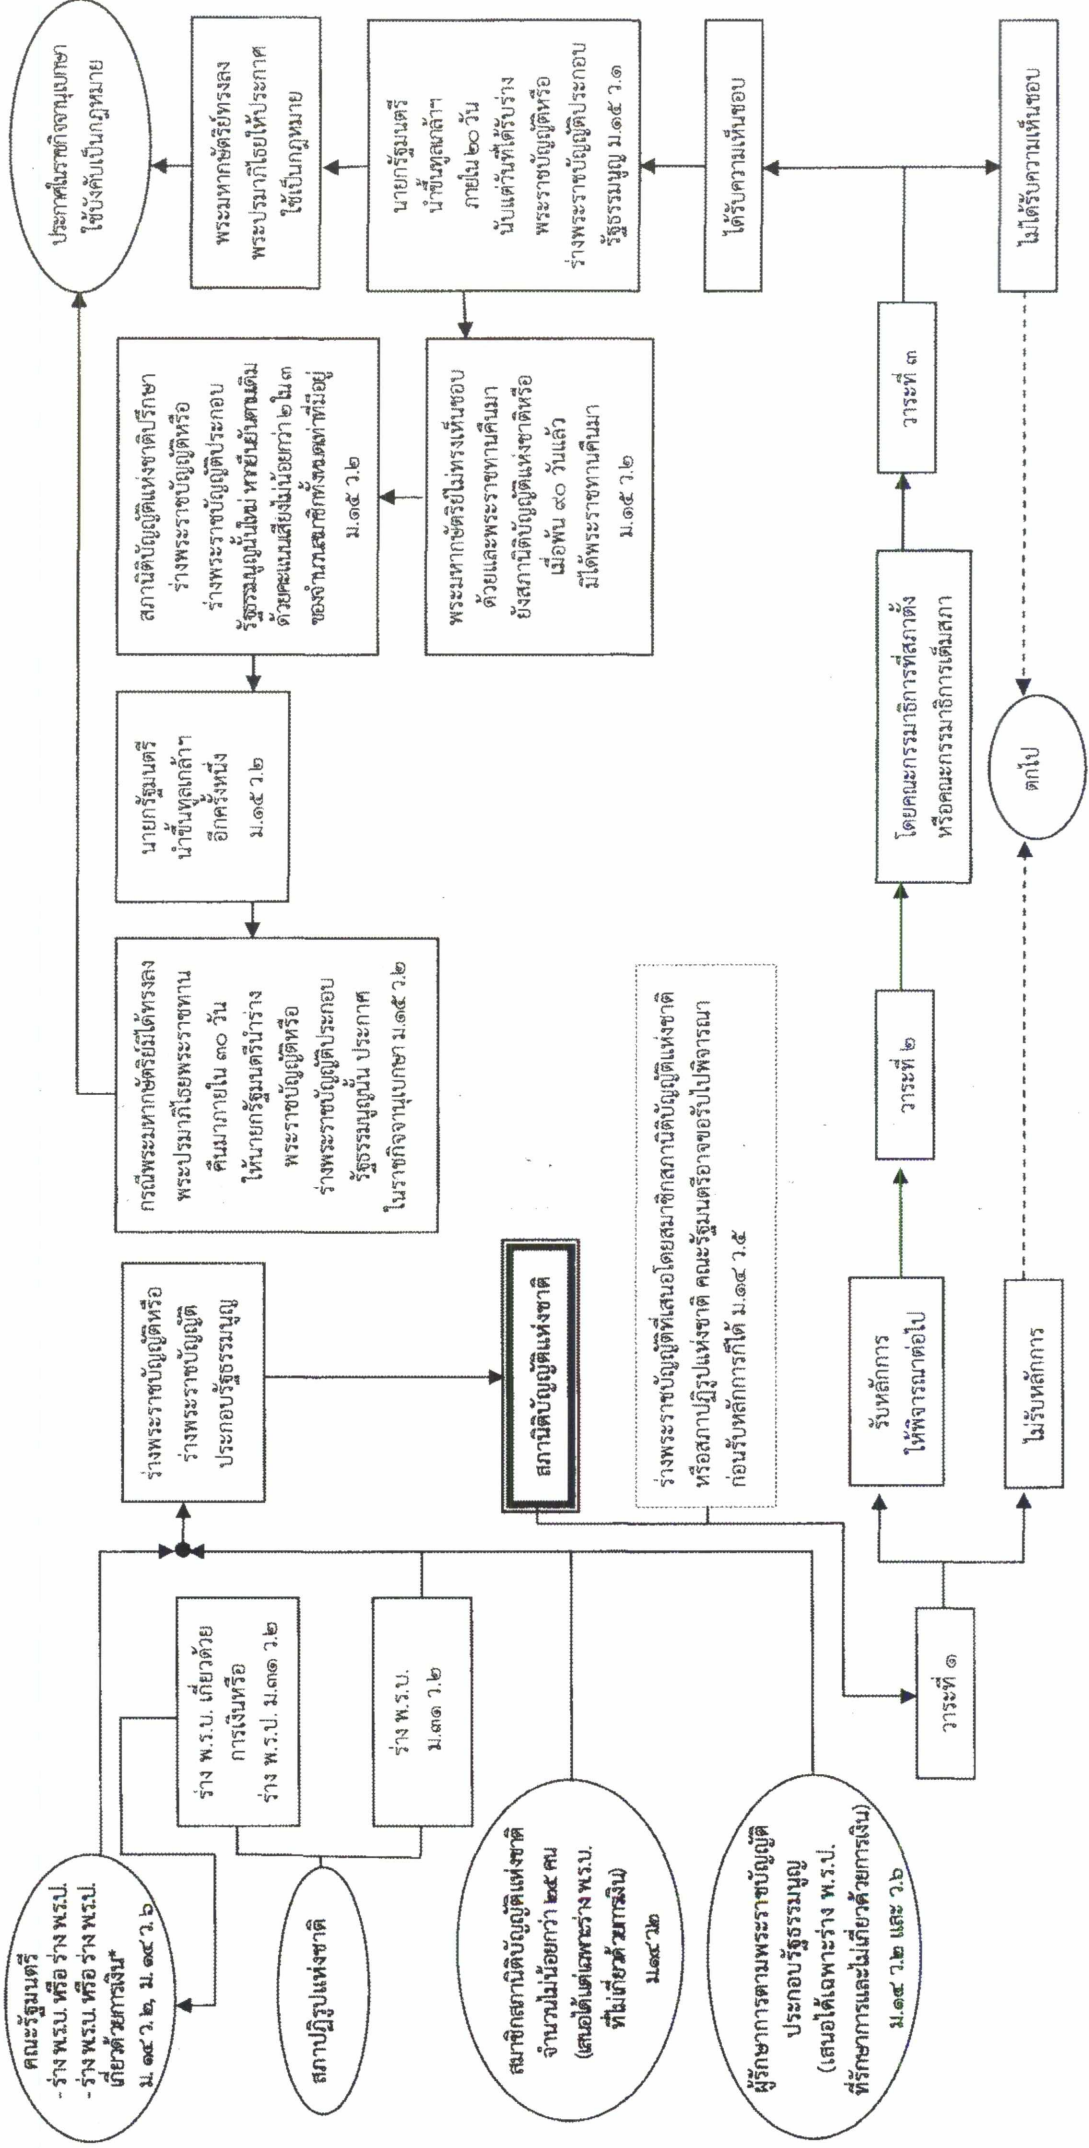 คณะรัฐมนตรี
- ร่าง พ.ร.บ. หรือ ร่าง พ.ร.ป.
- ร่าง พ.ร.บ. หรือ ร่าง พ.ร.ป.
เกี่ยวด้วยการเงิน*
ม. ๑๔ ว. ๒, ม. ๑๔ ว. ๖
สภาปฏิรูปแห่งชาติ
สมาชิกสภานิติบัญญัติแห่งชาติ
จำนวนไม่น้อยกว่า ๒๕ คน
(เสนอได้แต่เฉพาะร่าง พ.ร.บ.
ที่ไม่เกี่ยวด้วยการเงิน)
ม.๑๔ ว.๒
ผู้รักษาการตามพระราชบัญญัติ
ประกอบรัฐธรรมนูญ
(เสนอได้เฉพาะร่าง พ.ร.ป.
ที่รักษาการและไม่เกี่ยวด้วยการเงิน)
ม.๑๔ ว.๒ และ ว.๖
ร่าง พ.ร.บ. เกี่ยวด้วย
การเงินหรือ
ร่าง พ.ร.ป. ม.๓๑ ว.๒
ร่าง พ.ร.บ.
ม.๓๑ ว.๒
ร่างพระราชบัญญัติหรือ
ร่างพระราชบัญญัติ
ประกอบรัฐธรรมนูญ
สภานิติบัญญัติแห่งชาติ
ร่างพระราชบัญญัติที่เสนอโดยสมาชิกสภานิติบัญญัติแห่งชาติ
หรือสภาปฏิรูปแห่งชาติ คณะรัฐมนตรีอาจขอรับไปพิจารณา
ก่อนรับหลักการก็ได้ ม.๑๔ ว.๕
วาระที่ ๑
รับหลักการ
ให้พิจารณาต่อไป
ไม่รับหลักการ
วาระที่ ๒
โดยคณะกรรมาธิการที่สภาตั้ง
หรือคณะกรรมาธิการเต็มสภา
ตกไป
วาระที่ ๓
ได้รับความเห็นชอบ
ไม่ได้รับความเห็นชอบ
นายกรัฐมนตรี
นำขึ้นทูลเกล้าฯ
ภายใน ๒๐ วัน
นับแต่วันที่ได้รับร่าง
พระราชบัญญัติหรือ
ร่างพระราชบัญญัติประกอบ
รัฐธรรมนูญ ม.๑๕ ว.๑
พระมหากษัตริย์ทรงลง
พระปรมาภิไธยให้ประกาศ
ใช้เป็นกฎหมาย
ประกาศในราชกิจจานุเบกษา
ใช้บังคับเป็นกฎหมาย
พระมหากษัตริย์ไม่ทรงเห็นชอบ
ด้วยและพระราชทานคืนมา
ยังสภานิติบัญญัติแห่งชาติหรือ
เมื่อพ้น ๙๐ วันแล้ว
มิได้พระราชทานคืนมา
ม.๑๕ ว.๒
สภานิติบัญญัติแห่งชาติปรึกษา
ร่างพระราชบัญญัติหรือ
ร่างพระราชบัญญัติประกอบ
รัฐธรรมนูญนั้นใหม่ หากยืนยันตามเดิม
ด้วยคะแนนเสียงไม่น้อยกว่า ๒ ใน ๓
ของจำนวนสมาชิกทั้งหมดเท่าที่มีอยู่
ม.๑๕ ว.๒
นายกรัฐมนตรี
นำขึ้นทูลเกล้าฯ
อีกครั้งหนึ่ง
ม.๑๕ ว.๒
กรณีพระมหากษัตริย์มิได้ทรงลง
พระปรมาภิไธยพระราชทาน
คืนมาภายใน ๓๐ วัน
ให้นายกรัฐมนตรีนำร่าง
พระราชบัญญัติหรือ
ร่างพระราชบัญญัติประกอบ
รัฐธรรมนูญนั้น ประกาศ
ในราชกิจจานุเบกษา ม.๑๕ ว.๒